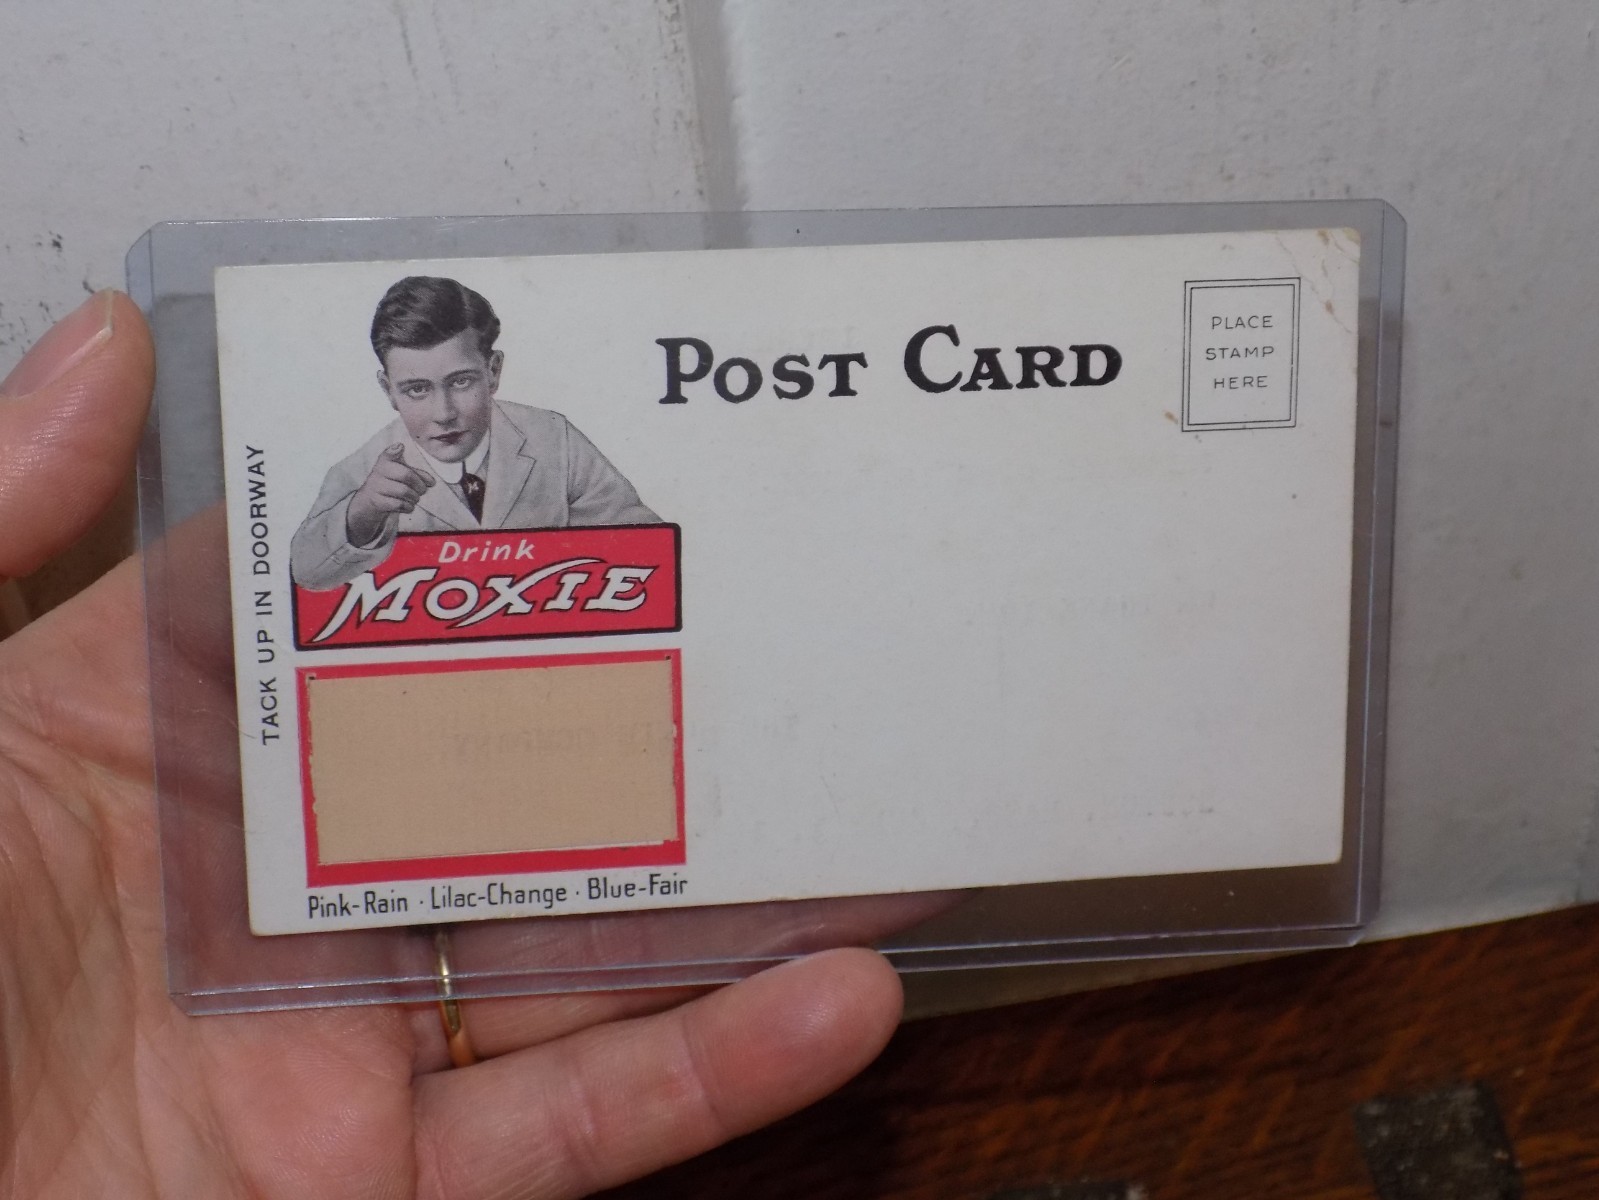 TACK UP IN DOORWAY
POST CARD
PLACE
STAMP
HERE
Drink
MOXIE
Pink-Rain · Lilac-Change · Blue-Fair